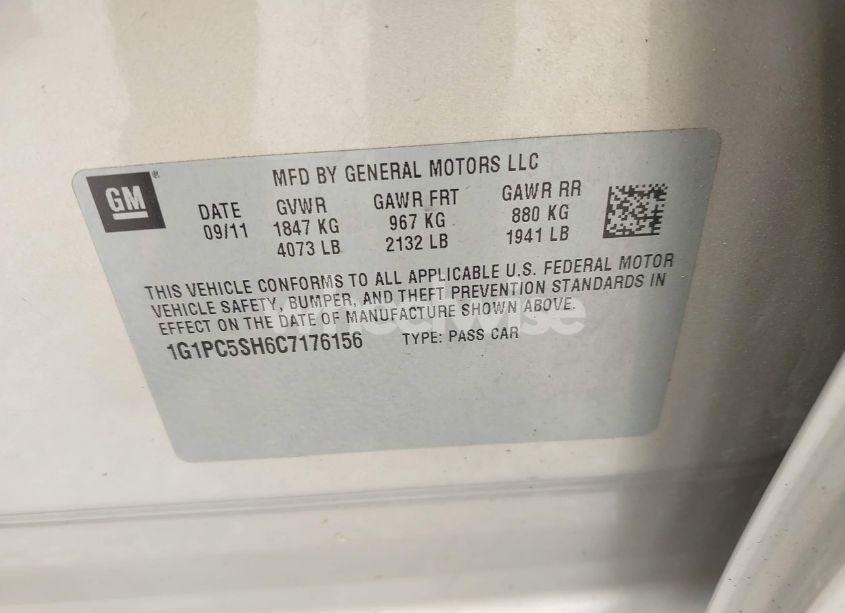 GM
®
MFD BY GENERAL MOTORS LLC
DATE GVWR GAWR FRT GAWR RR
09/11 1847 KG 967 KG 880 KG
4073 LB 2132 LB 1941 LB
THIS VEHICLE CONFORMS TO ALL APPLICABLE U.S. FEDERAL MOTOR
VEHICLE SAFETY, BUMPER, AND THEFT PREVENTION STANDARDS IN
EFFECT ON THE DATE OF MANUFACTURE SHOWN ABOVE.
1G1PC5SH6C7176156 TYPE: PASS CAR